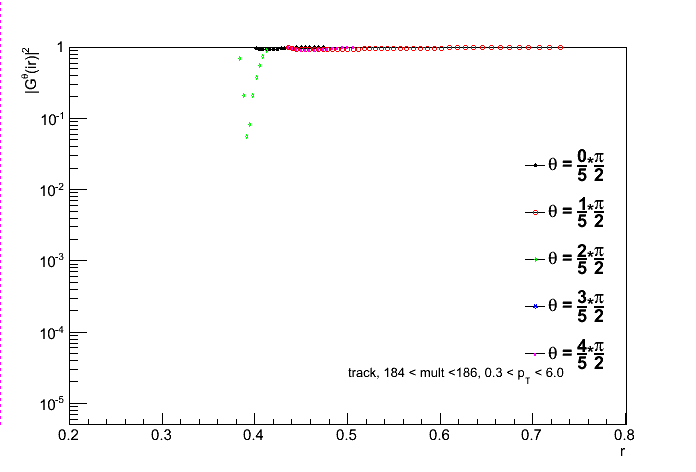 |G^θ(ir)|²
1
10⁻¹
10⁻²
10⁻³
10⁻⁴
10⁻⁵
θ = 0/5 * π/2
θ = 1/5 * π/2
θ = 2/5 * π/2
θ = 3/5 * π/2
θ = 4/5 * π/2
track, 184 < mult <186, 0.3 < p_T < 6.0
0.2 0.3 0.4 0.5 0.6 0.7 0.8
r